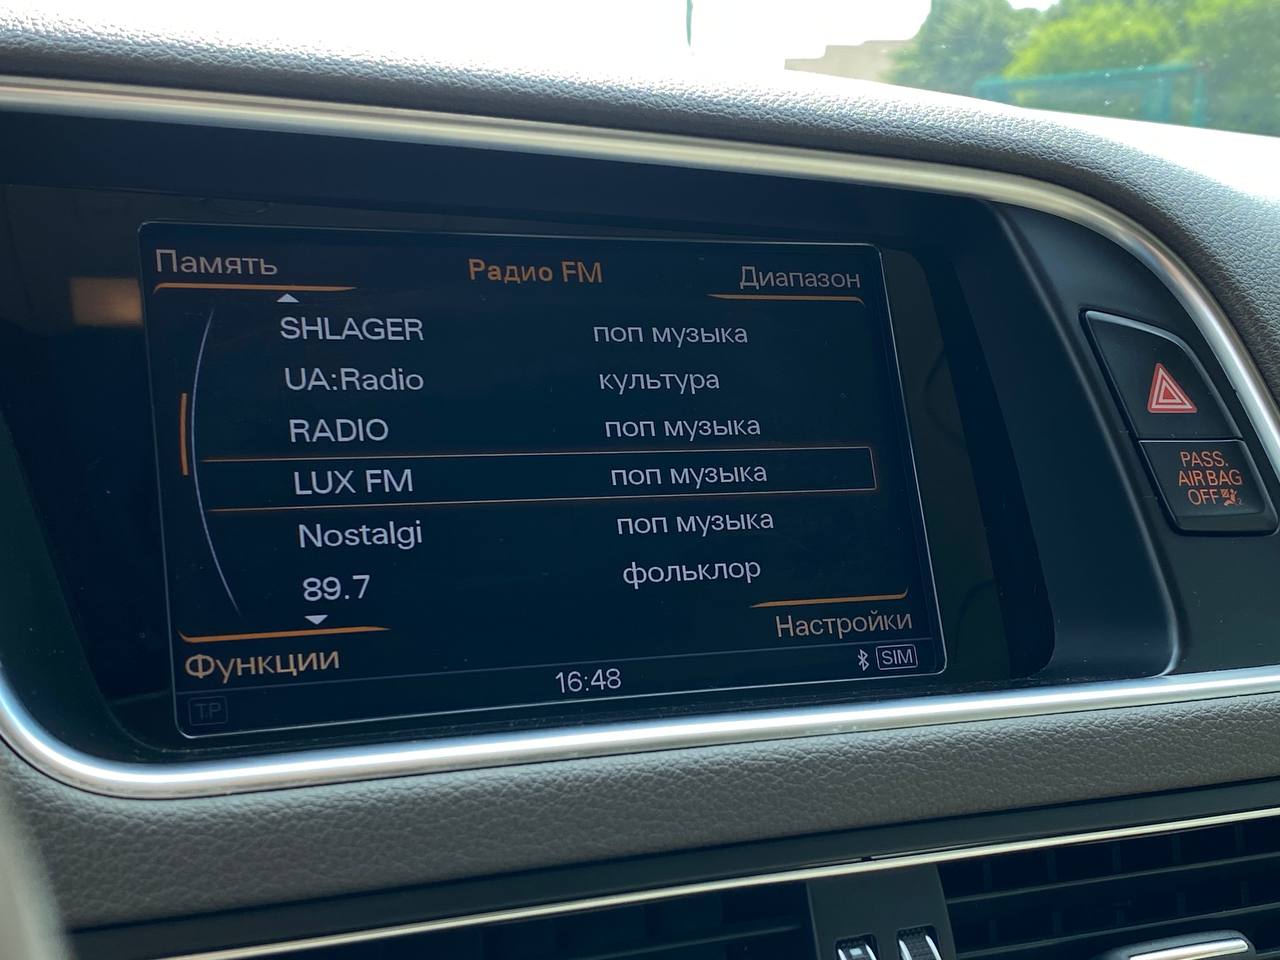 Память Радио FM Диапазон
SHLAGER поп музыка
UA:Radio культура
RADIO поп музыка
LUX FM поп музыка
Nostalgi поп музыка
89.7 фольклор
Настройки
Функции
16:48 SIM
TP
PASS.
AIR BAG
OFF